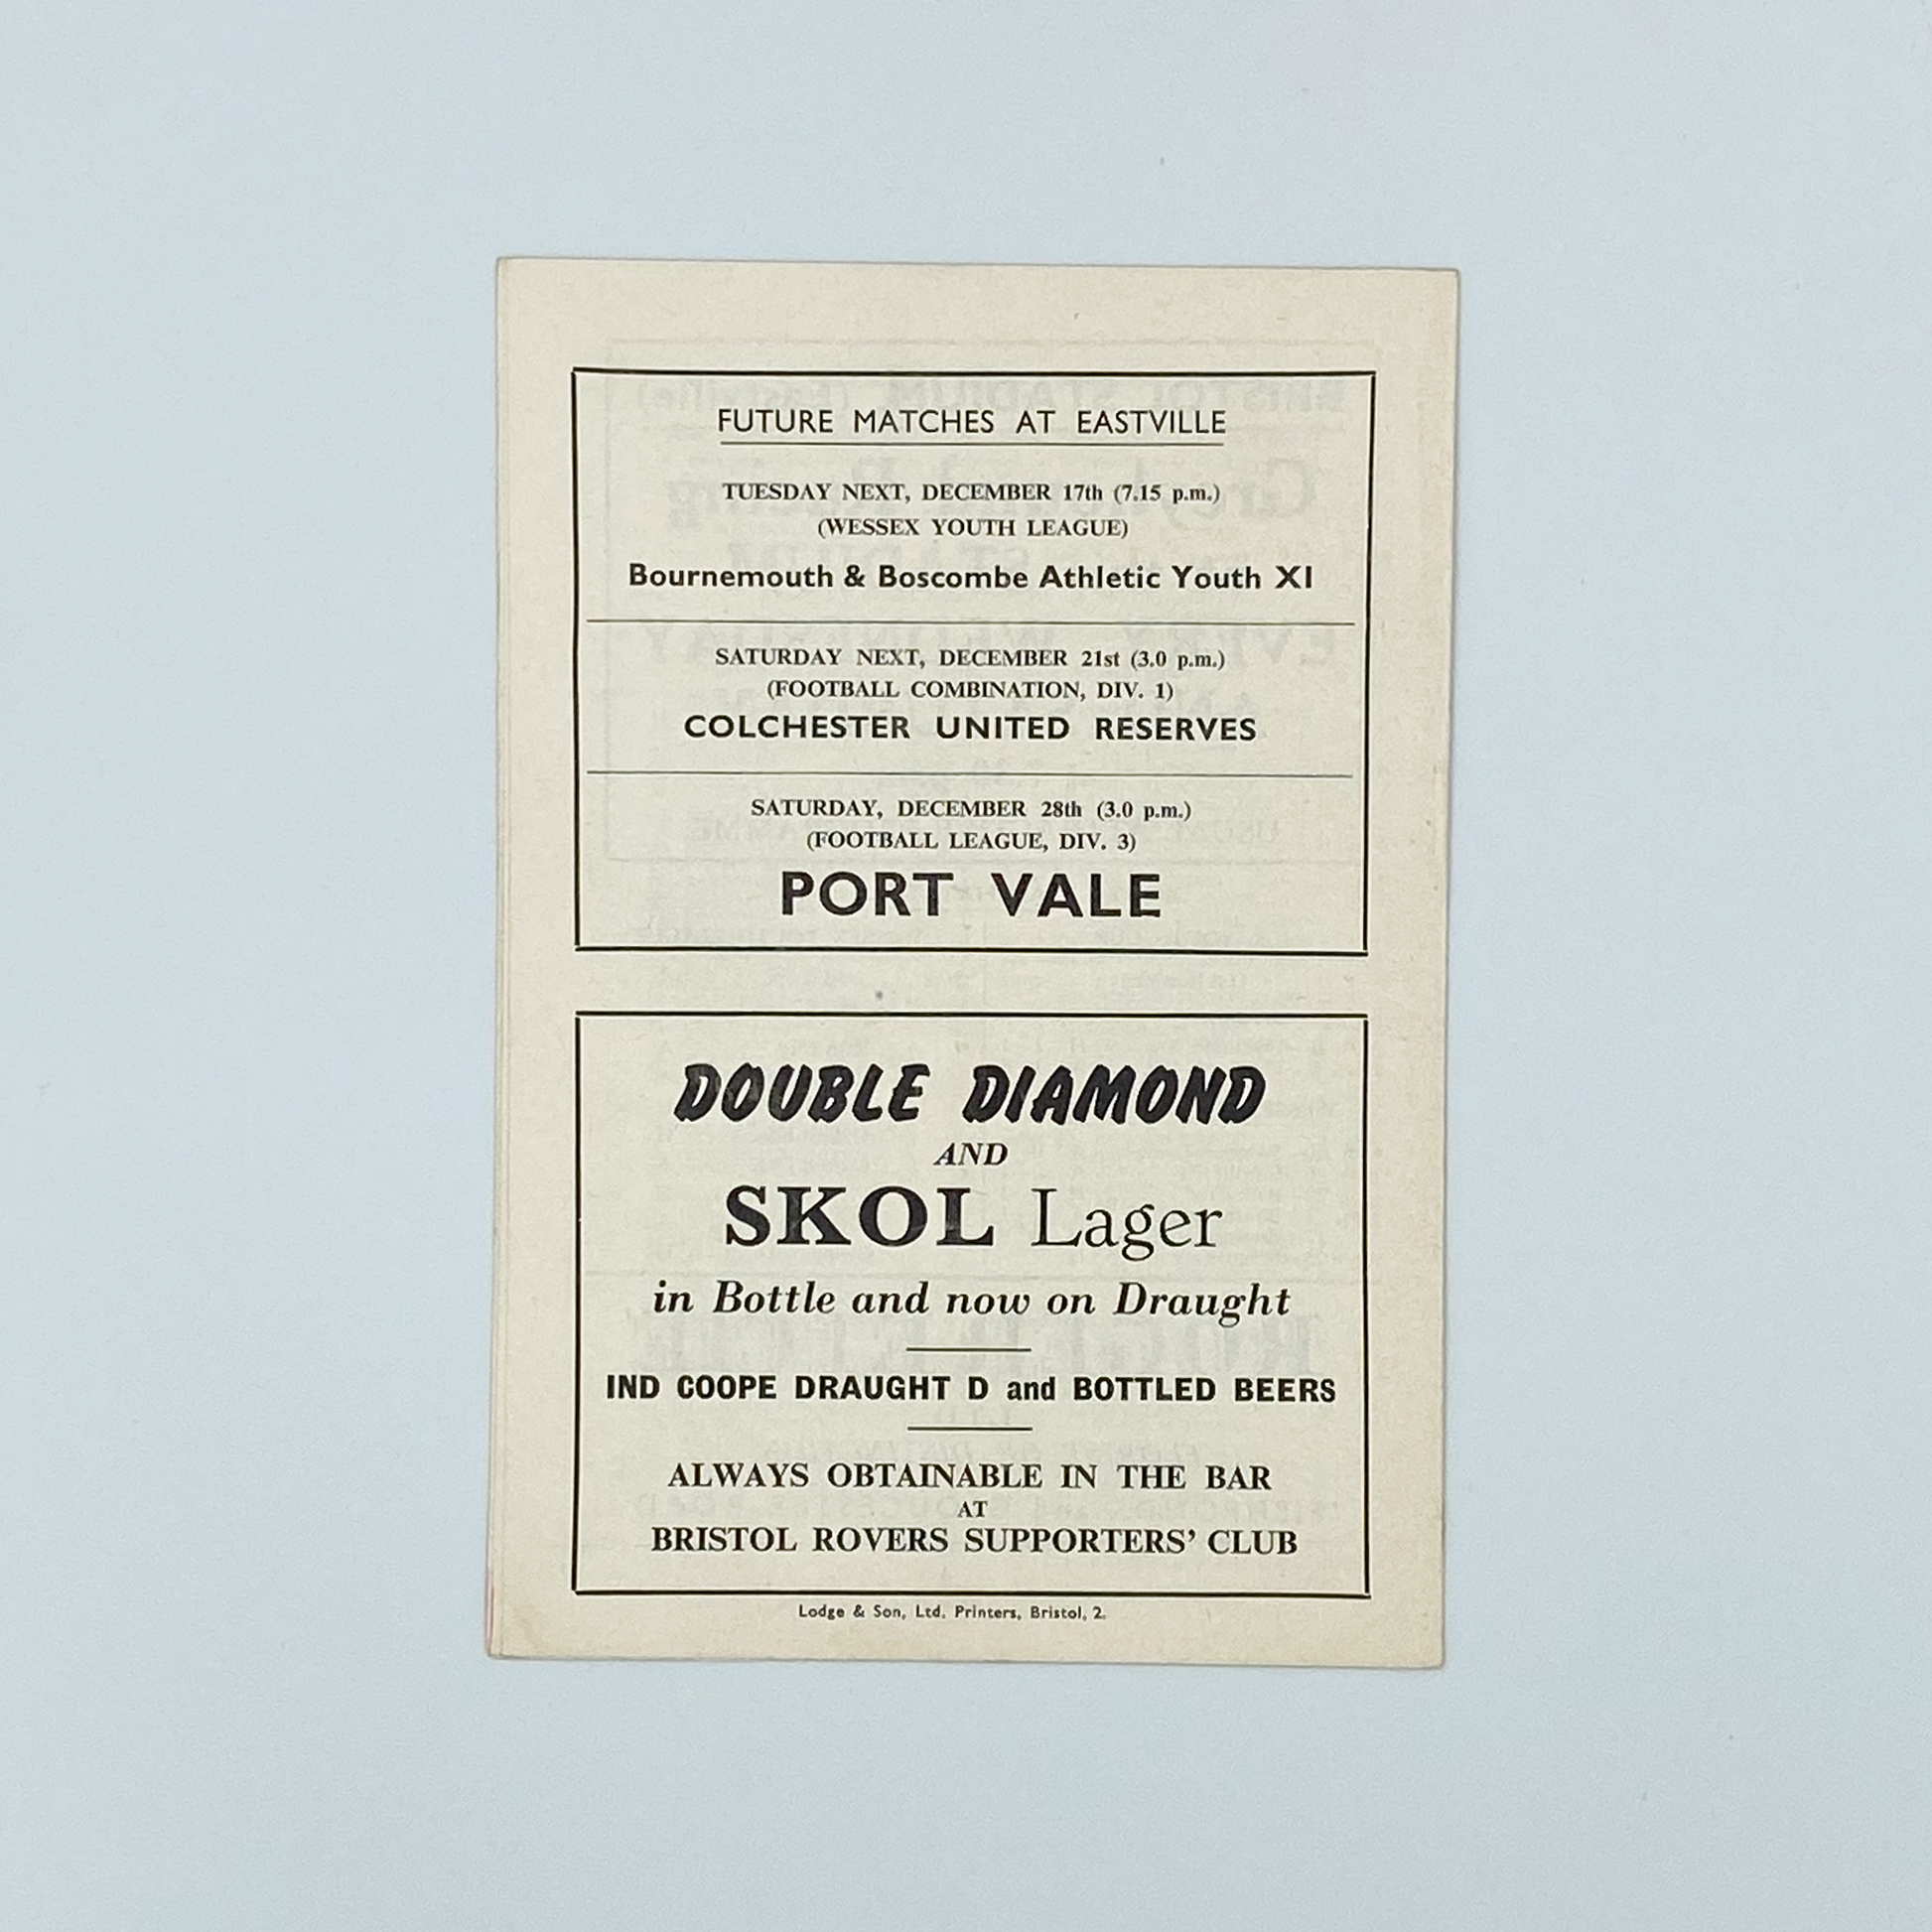 FUTURE MATCHES AT EASTVILLE
TUESDAY NEXT, DECEMBER 17th (7.15 p.m.)
(WESSEX YOUTH LEAGUE)
Bournemouth & Boscombe Athletic Youth XI
SATURDAY NEXT, DECEMBER 21st (3.0 p.m.)
(FOOTBALL COMBINATION, DIV. 1)
COLCHESTER UNITED RESERVES
SATURDAY, DECEMBER 28th (3.0 p.m.)
(FOOTBALL LEAGUE, DIV. 3)
PORT VALE
DOUBLE DIAMOND
AND
SKOL Lager
in Bottle and now on Draught
IND COOPE DRAUGHT D and BOTTLED BEERS
ALWAYS OBTAINABLE IN THE BAR
AT
BRISTOL ROVERS SUPPORTERS' CLUB
Lodge & Son, Ltd. Printers, Bristol, 2.